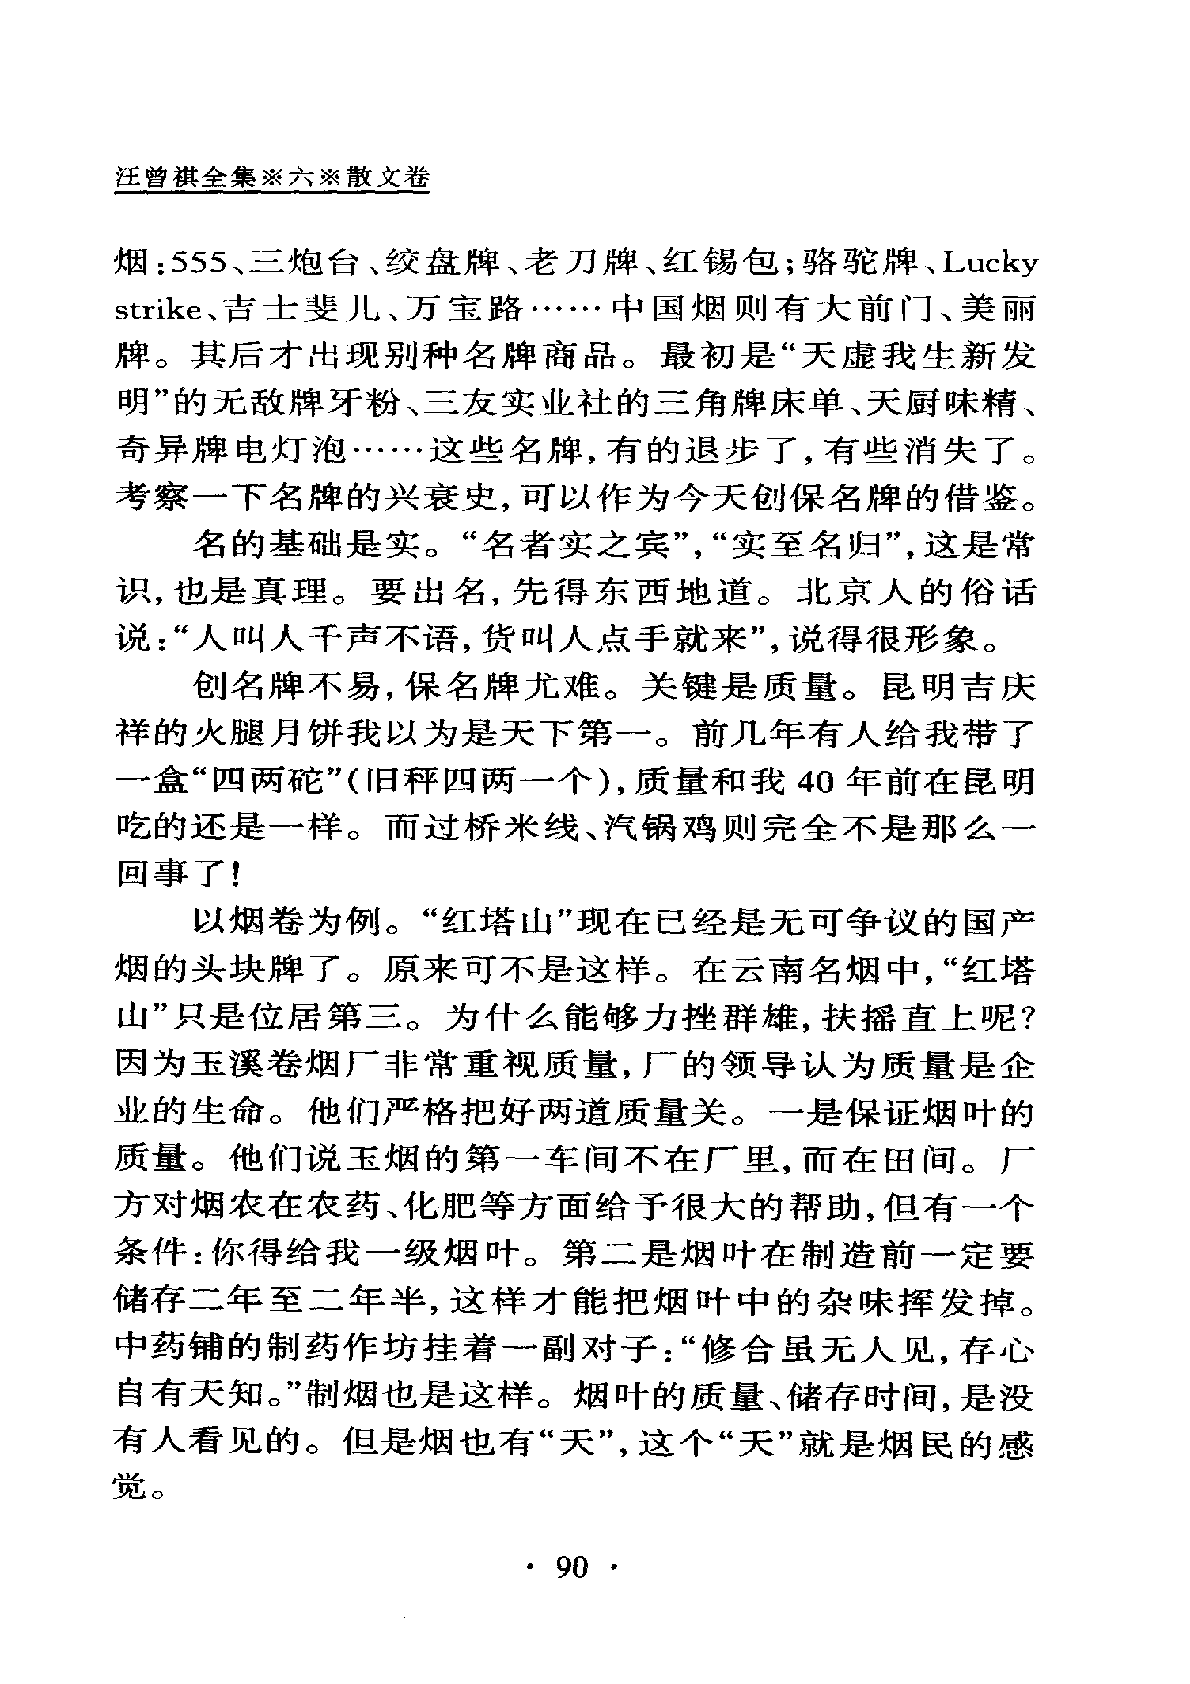 汪曾祺全集※六※散文卷
烟:555、三炮台、绞盘牌、老刀牌、红锡包;骆驼牌、Lucky
strike、吉士斐儿、万宝路……中国烟则有大前门、美丽
牌。其后才出现别种名牌商品。最初是“天虚我生新发
明”的无敌牌牙粉、三友实业社的三角牌床单、天厨味精、
奇异牌电灯泡……这些名牌,有的退步了,有些消失了。
考察一下名牌的兴衰史,可以作为今天创保名牌的借鉴。
名的基础是实。“名者实之宾”,“实至名归”,这是常
识,也是真理。要出名,先得东西地道。北京人的俗话
说:“人叫人千声不语,货叫人点手就来”,说得很形象。
创名牌不易,保名牌尤难。关键是质量。昆明吉庆
祥的火腿月饼我以为是天下第一。前几年有人给我带了
一盒“四两砣”(旧秤四两一个),质量和我 40 年前在昆明
吃的还是一样。而过桥米线、汽锅鸡则完全不是那么一
回事了!
以烟卷为例。“红塔山”现在已经是无可争议的国产
烟的头块牌了。原来可不是这样。在云南名烟中,“红塔
山”只是位居第三。为什么能够力挫群雄,扶摇直上呢?
因为玉溪卷烟厂非常重视质量,厂的领导认为质量是企
业的生命。他们严格把好两道质量关。一是保证烟叶的
质量。他们说玉烟的第一车间不在厂里,而在田间。厂
方对烟农在农药、化肥等方面给予很大的帮助,但有一个
条件:你得给我一级烟叶。第二是烟叶在制造前一定要
储存二年至二年半,这样才能把烟叶中的杂味挥发掉。
中药铺的制药作坊挂着一副对子:“修合虽无人见,存心
自有天知。”制烟也是这样。烟叶的质量、储存时间,是没
有人看见的。但是烟也有“天”,这个“天”就是烟民的感
觉。
· 90 ·